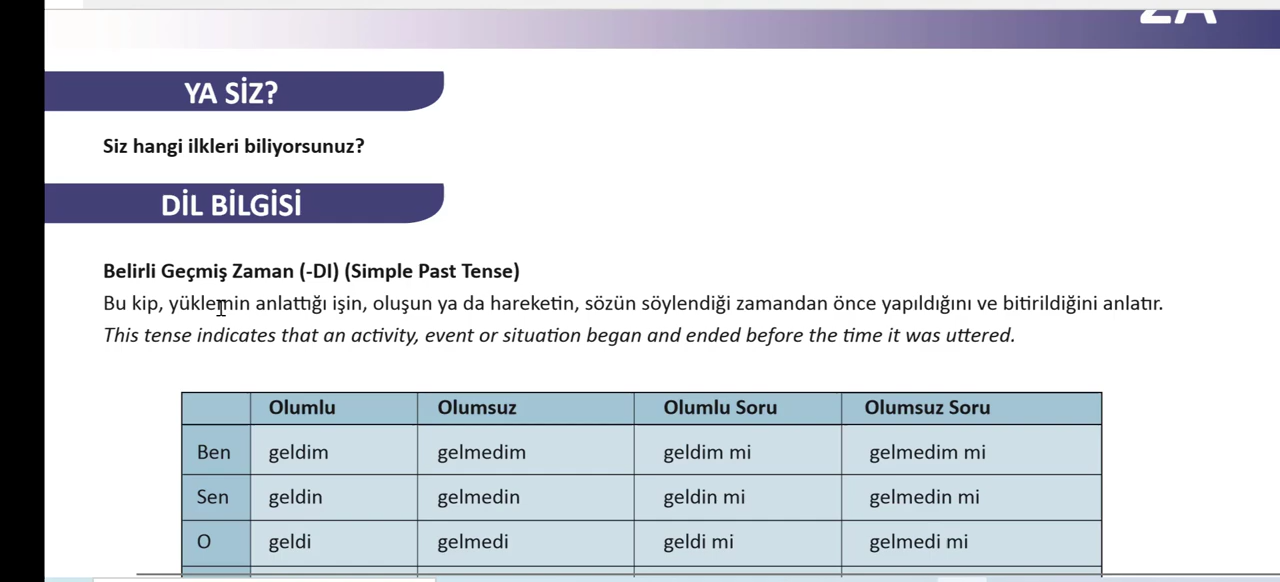 2A
YA SİZ?
Siz hangi ilkleri biliyorsunuz?
DİL BİLGİSİ
Belirli Geçmiş Zaman (-DI) (Simple Past Tense)
Bu kip, yüklemin anlattığı işin, oluşun ya da hareketin, sözün söylendiği zamandan önce yapıldığını ve bitirildiğini anlatır.
This tense indicates that an activity, event or situation began and ended before the time it was uttered.
Olumlu Olumsuz Olumlu Soru Olumsuz Soru
Ben geldim gelmedim geldim mi gelmedim mi
Sen geldin gelmedin geldin mi gelmedin mi
O geldi gelmedi geldi mi gelmedi mi